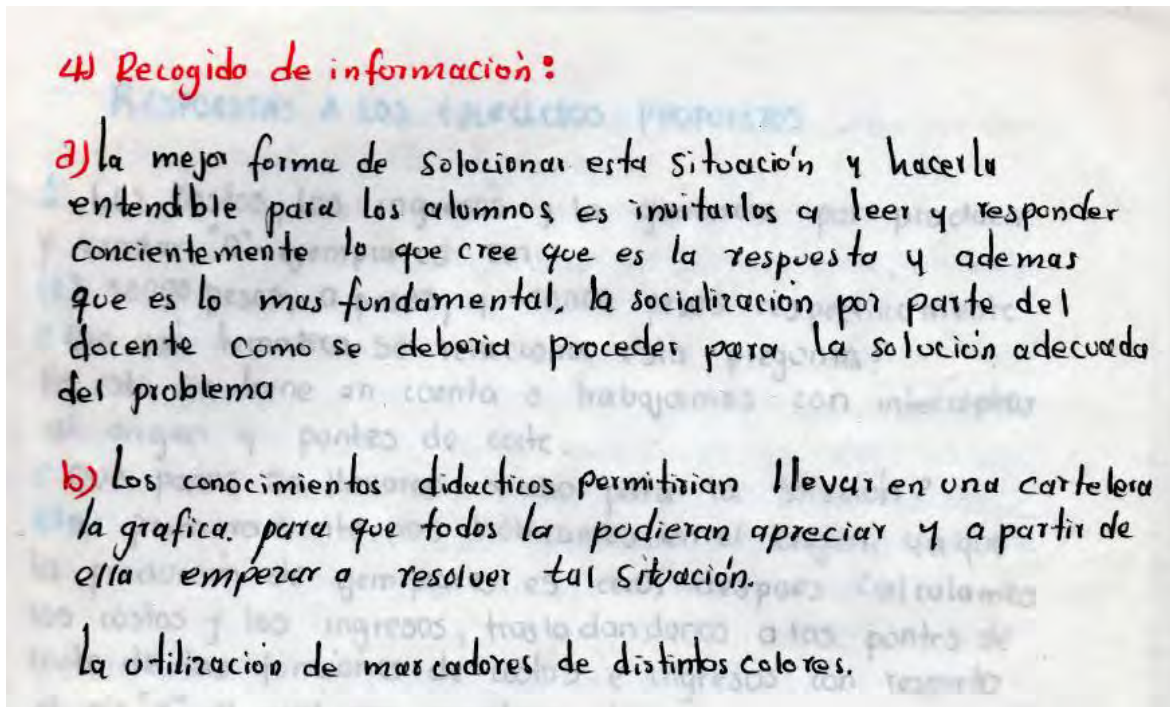 4) Recogido de información:
a) la mejor forma de solocionar esta situación y hacerla
entendible para los alumnos, es invitarlos a leer y responder
concientemente lo que cree que es la respuesta y ademas
que es lo mas fundamental, la socialización por parte del
docente como se deberia proceder para la solución adecuada
del problema
b) Los conocimientos didacticos permitirian llevar en una cartelera
la grafica. para que todos la pudieran apreciar y a partir de
ella empezar a resolver tal situación.
La utilización de marcadores de distintos colores.